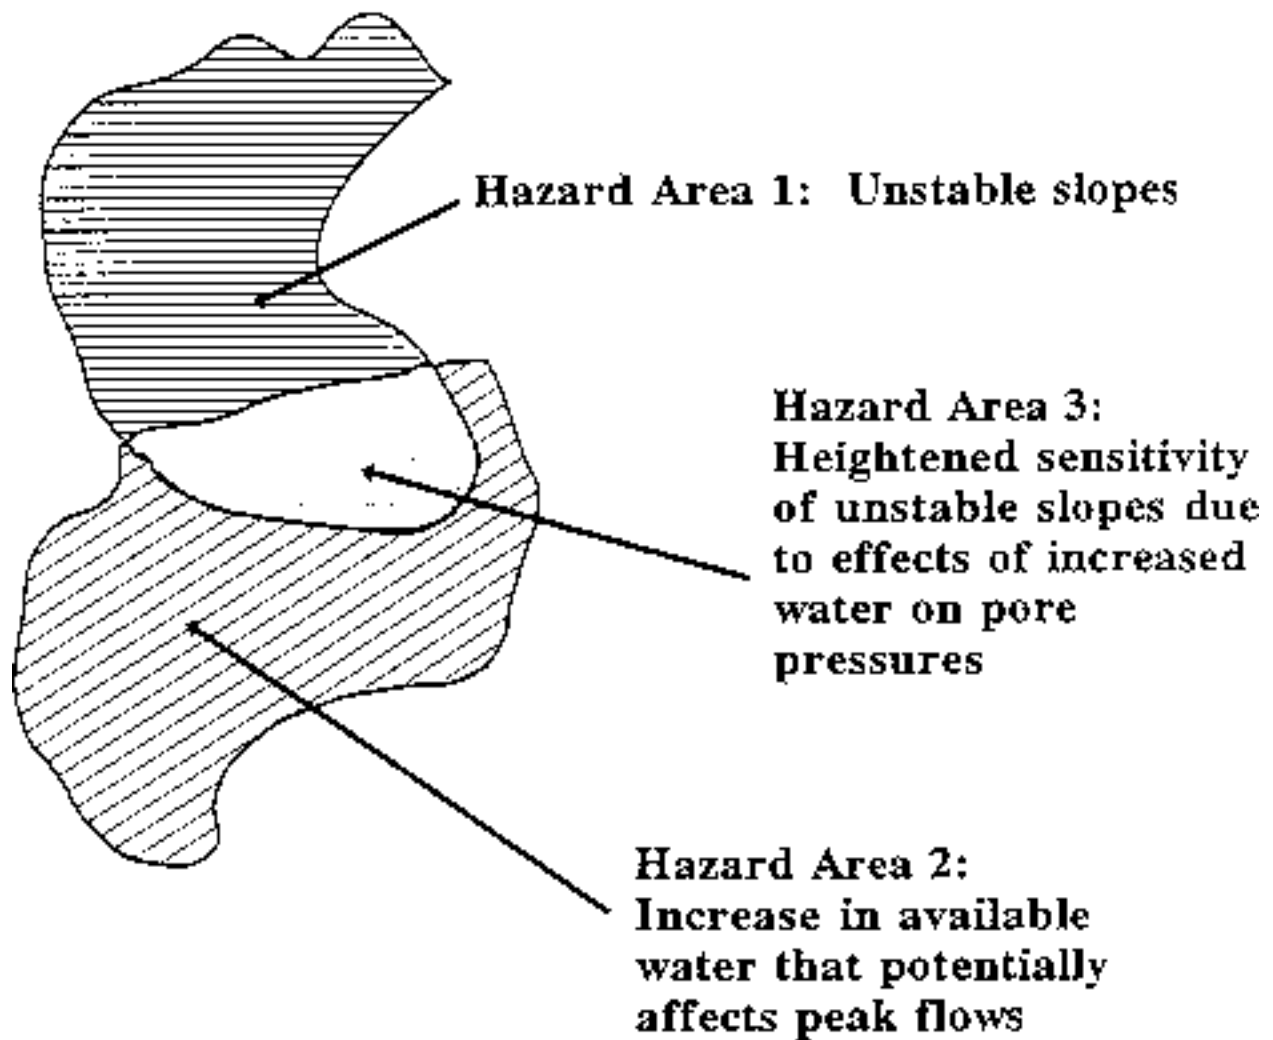 Hazard Area 1: Unstable slopes
Hazard Area 3:
Heightened sensitivity
of unstable slopes due
to effects of increased
water on pore
pressures
Hazard Area 2:
Increase in available
water that potentially
affects peak flows